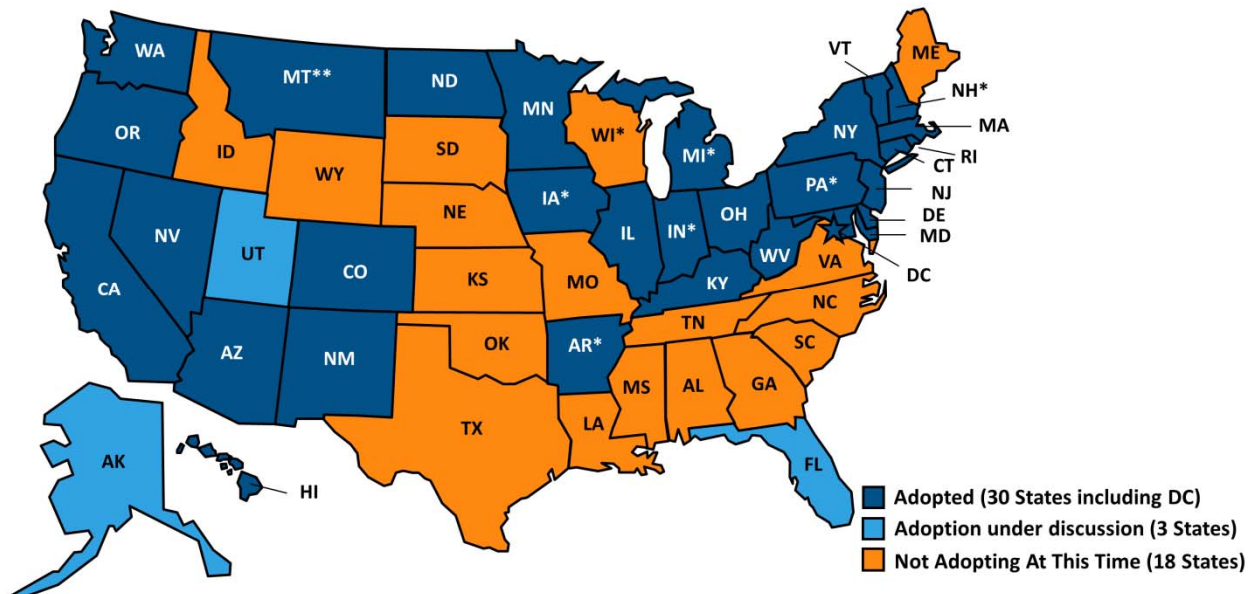 WA
MT**
ND
MN
VT
ME
NH*
MA
RI
CT
NJ
DE
MD
DC
OR
ID
WY
SD
WI*
MI*
NY
PA*
NE
IA*
IL
IN*
OH
WV
VA
NV
UT
CO
KS
MO
KY
CA
AZ
NM
OK
AR*
TN
NC
SC
TX
LA
MS
AL
GA
FL
AK
HI
Adopted (30 States including DC)
Adoption under discussion (3 States)
Not Adopting At This Time (18 States)